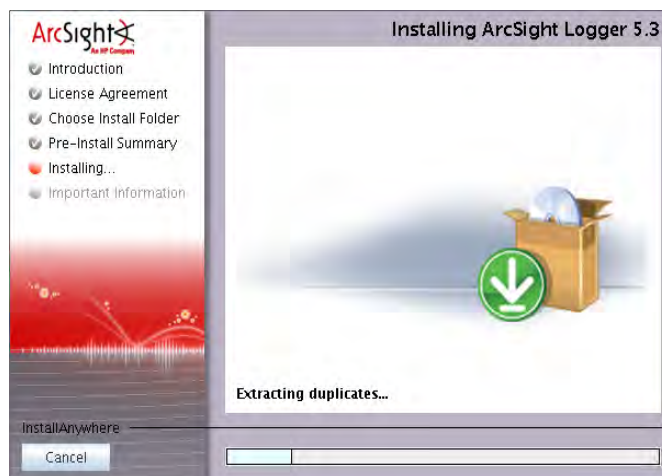 ArcSight
An HP Company
Installing ArcSight Logger 5.3
Introduction
License Agreement
Choose Install Folder
Pre-Install Summary
Installing...
Important Information
Extracting duplicates...
InstallAnywhere
Cancel